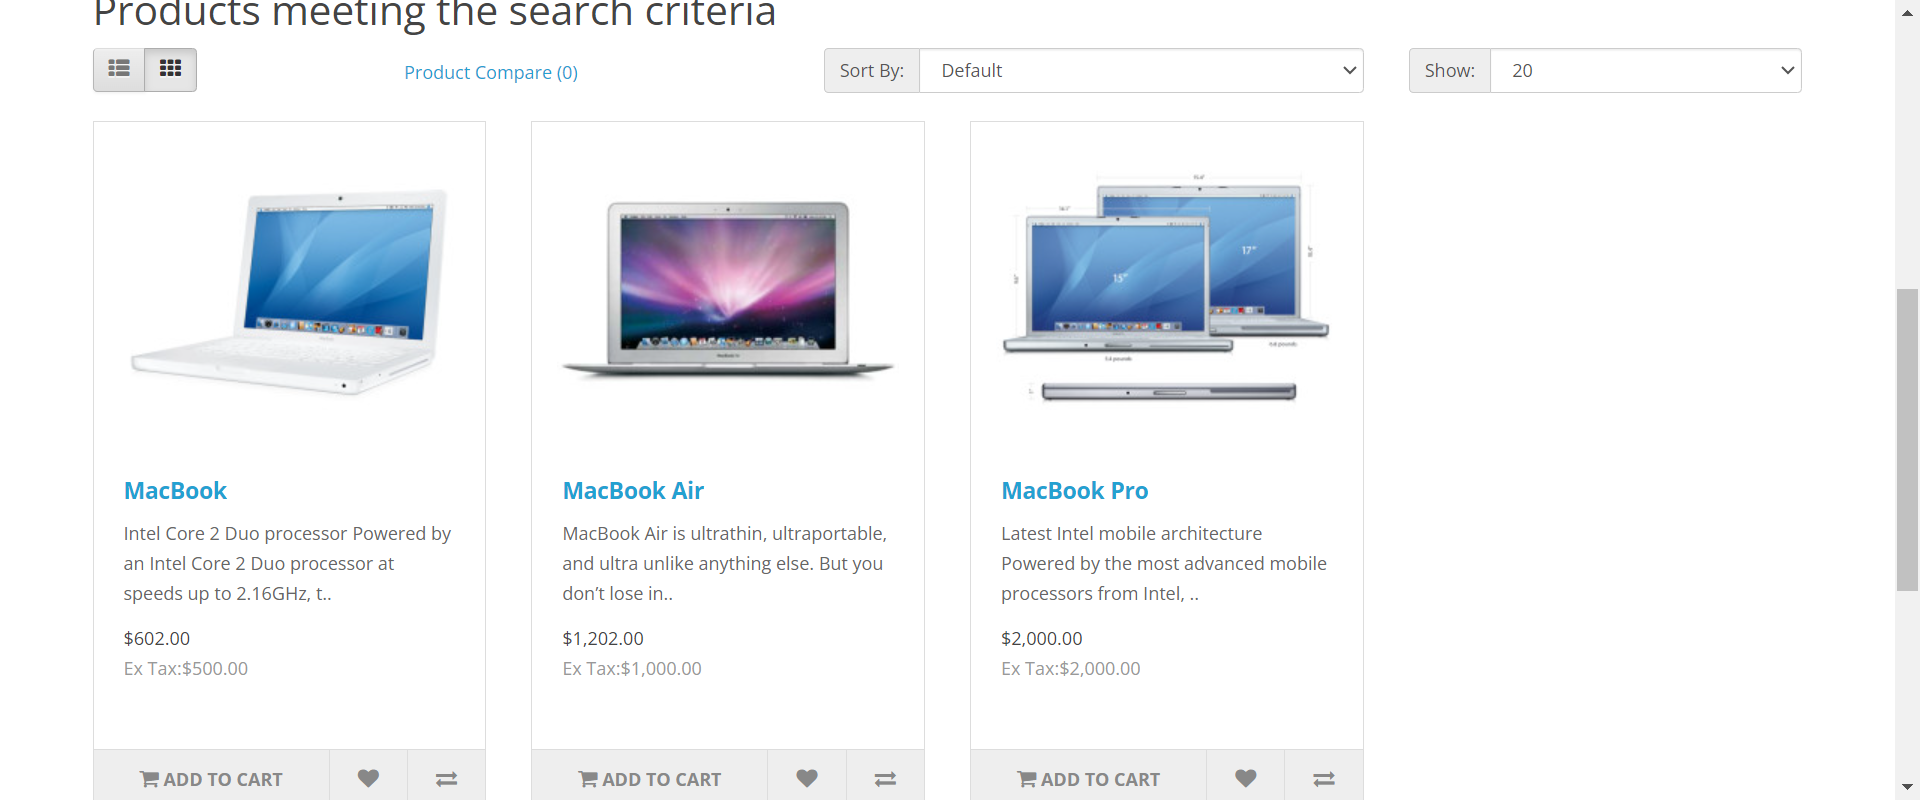 Products meeting the search criteria
Product Compare (0)
Sort By:
Default
Show:
20
15"
17"
MacBook
Intel Core 2 Duo processor Powered by
an Intel Core 2 Duo processor at
speeds up to 2.16GHz, t..
$602.00
Ex Tax:$500.00
ADD TO CART
MacBook Air
MacBook Air is ultrathin, ultraportable,
and ultra unlike anything else. But you
don’t lose in..
$1,202.00
Ex Tax:$1,000.00
ADD TO CART
MacBook Pro
Latest Intel mobile architecture
Powered by the most advanced mobile
processors from Intel, ..
$2,000.00
Ex Tax:$2,000.00
ADD TO CART